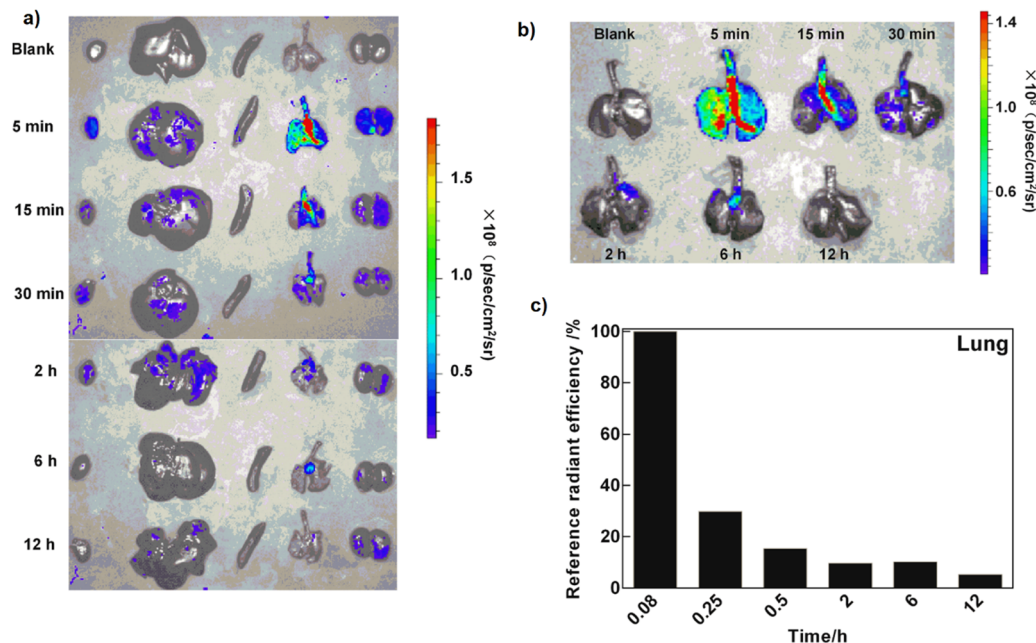 a)
Blank
5 min
15 min
30 min
2 h
6 h
12 h
1.5
1.0
0.5
×10⁸ (p/sec/cm²/sr)
b)
Blank 5 min 15 min 30 min
2 h 6 h 12 h
1.4
1.0
0.6
×10⁸ (p/sec/cm²/sr)
c)
Lung
Reference radiant efficiency /%
100
80
60
40
20
0
0.08 0.25 0.5 2 6 12
Time/h